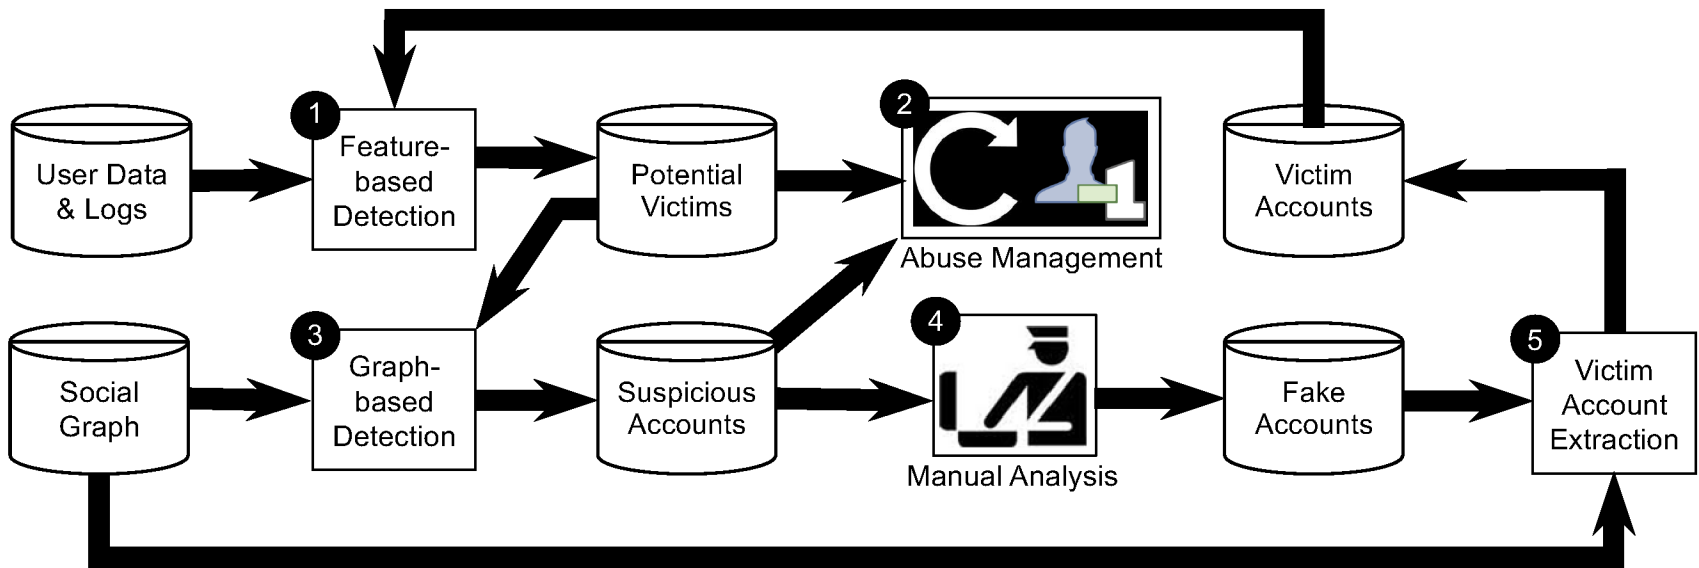 1
2
User Data
& Logs
Feature-
based
Detection
Potential
Victims
Abuse Management
Victim
Accounts
3
4
5
Social
Graph
Graph-
based
Detection
Suspicious
Accounts
Manual Analysis
Fake
Accounts
Victim
Account
Extraction